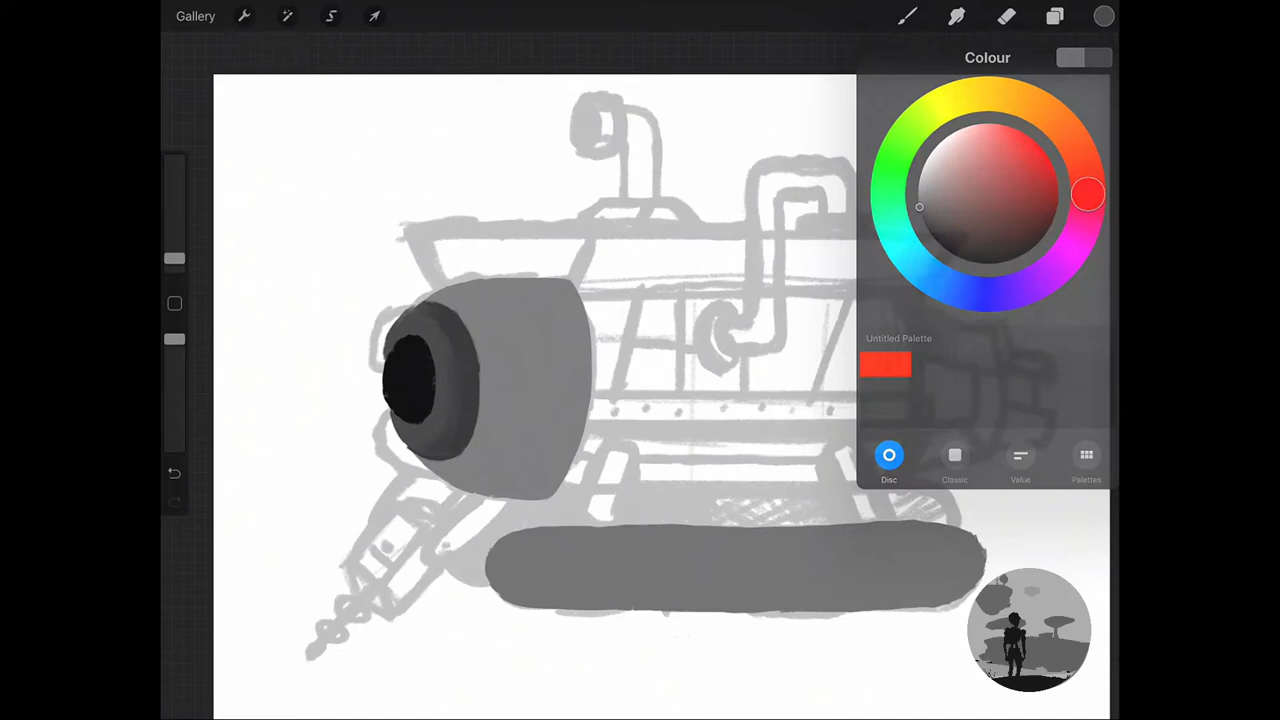 Gallery
Colour
Untitled Palette
Disc
Classic
Value
Palettes